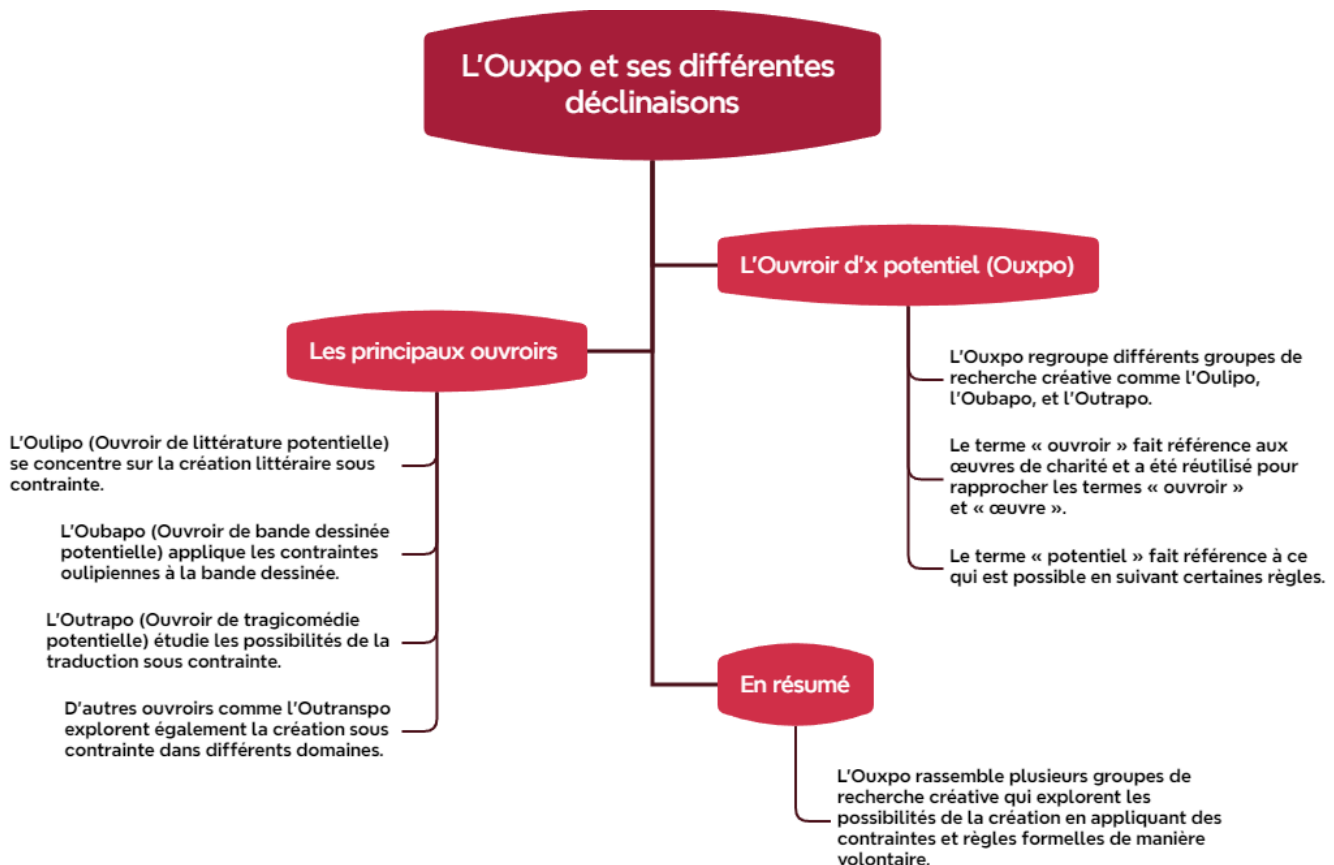 L'Ouxpo et ses différentes
déclinaisons
L'Ouvroir d'x potentiel (Ouxpo)
L'Ouxpo regroupe différents groupes de
recherche créative comme l'Oulipo,
l'Oubapo, et l'Outrapo.
Le terme « ouvroir » fait référence aux
œuvres de charité et a été réutilisé pour
rapprocher les termes « ouvroir »
et « œuvre ».
Le terme « potentiel » fait référence à ce
qui est possible en suivant certaines règles.
Les principaux ouvroirs
L'Oulipo (Ouvroir de littérature potentielle)
se concentre sur la création littéraire sous
contrainte.
L'Oubapo (Ouvroir de bande dessinée
potentielle) applique les contraintes
oulipiennes à la bande dessinée.
L'Outrapo (Ouvroir de tragicomédie
potentielle) étudie les possibilités de la
traduction sous contrainte.
D'autres ouvroirs comme l'Outranspo
explorent également la création sous
contrainte dans différents domaines.
En résumé
L'Ouxpo rassemble plusieurs groupes de
recherche créative qui explorent les
possibilités de la création en appliquant des
contraintes et règles formelles de manière
volontaire.